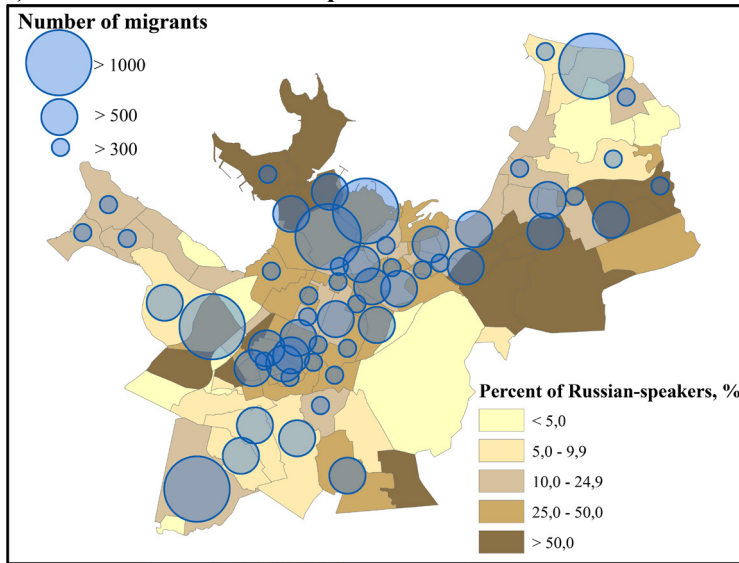 Number of migrants
> 1000
> 500
> 300
Percent of Russian-speakers, %
< 5,0
5,0 - 9,9
10,0 - 24,9
25,0 - 50,0
> 50,0